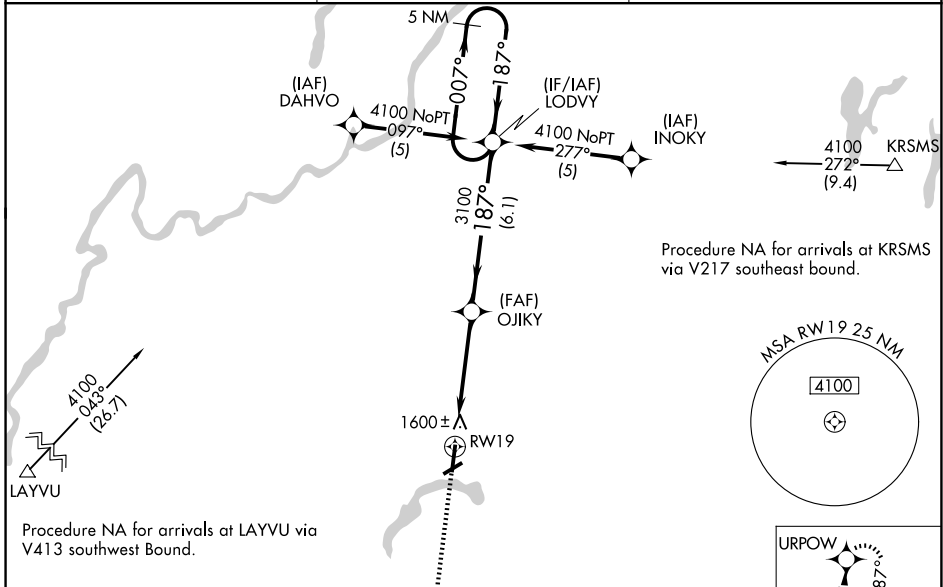 5 NM
007°
187°
(IAF)
DAHVO
4100 NoPT
097°
(5)
(IF/IAF)
LODVY
4100 NoPT
277°
(5)
(IAF)
INOKY
4100
272°
(9.4)
KRSMS
3100
187°
(6.1)
Procedure NA for arrivals at KRSMS
via V217 southeast bound.
(FAF)
OJIKY
MSA RW19 25 NM
4100
4100
043°
(26.7)
LAYVU
1600±
RW19
Procedure NA for arrivals at LAYVU via
V413 southwest Bound.
URPOW